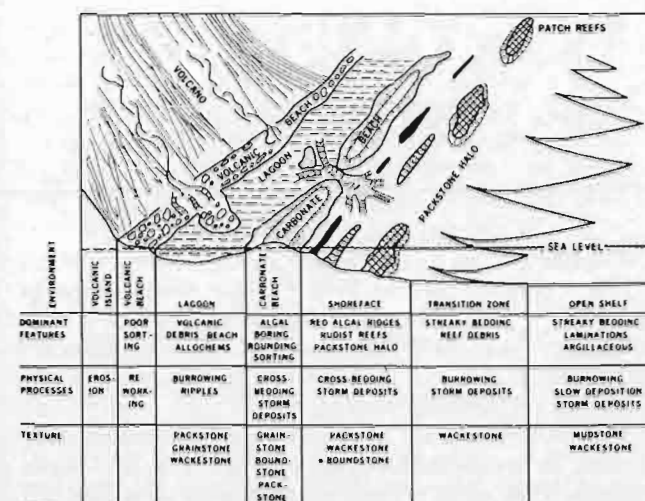 PATCH REEFS
VOLCANO
VOLCANIC BEACH
LAGOON
BEACH
CARBONATE
PACKSTONE HALO
SEA LEVEL
ENVIRONMENT
VOLCANIC
ISLAND
VOLCANIC
BEACH
LAGOON
CARBONATE
BEACH
SHOREFACE
TRANSITION ZONE
OPEN SHELF
DOMINANT
FEATURES
POOR
SORT-
ING
VOLCANIC
DEBRIS BEACH
ALLOCHEMS
ALGAL
BORING
ROUNDING
SORTING
RED ALGAL RIDGES
RUDIST REEFS
PACKSTONE HALO
STREAKY BEDDING
REEF DEBRIS
STREAKY BEDDING
LAMINATIONS
ARGILLACEOUS
PHYSICAL
PROCESSES
EROS-
ION
RE
WORK-
ING
BURROWING
RIPPLES
CROSS-
BEDDING
STORM
DEPOSITS
CROSS-BEDDING
STORM DEPOSITS
BURROWING
STORM DEPOSITS
BURROWING
SLOW DEPOSITION
STORM DEPOSITS
TEXTURE
PACKSTONE
GRAINSTONE
WACKESTONE
GRAIN-
STONE
BOUND-
STONE
PACK-
STONE
PACKSTONE
WACKESTONE
BOUNDSTONE
WACKESTONE
MUDSTONE
WACKESTONE